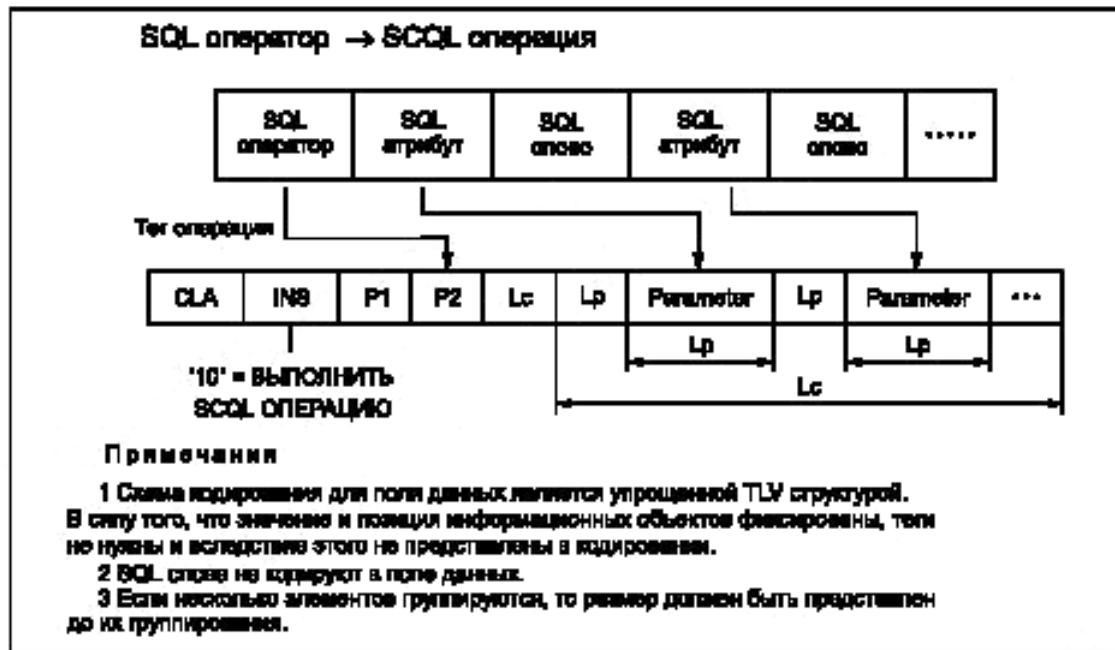 SQL оператор → SCQL операция
SQL оператор
SQL атрибут
SQL слово
SQL атрибут
SQL слово
.....
Тег операции
CLA INS P1 P2 Lc Lp Parameter Lp Parameter ...
Lp Lp
Lc
"10" = ВЫПОЛНИТЬ
SCQL ОПЕРАЦИЮ
Примечания
1 Схема кодирования для поля данных является упрощенной TLV структурой.
В силу того, что значение и позиция информационных объектов фиксированы, теги
не нужны и вследствие этого не представлены в кодировании.
2 SQL слова не кодируют в поле данных.
3 Если несколько элементов группируются, то размер должен быть представлен
до их группирования.